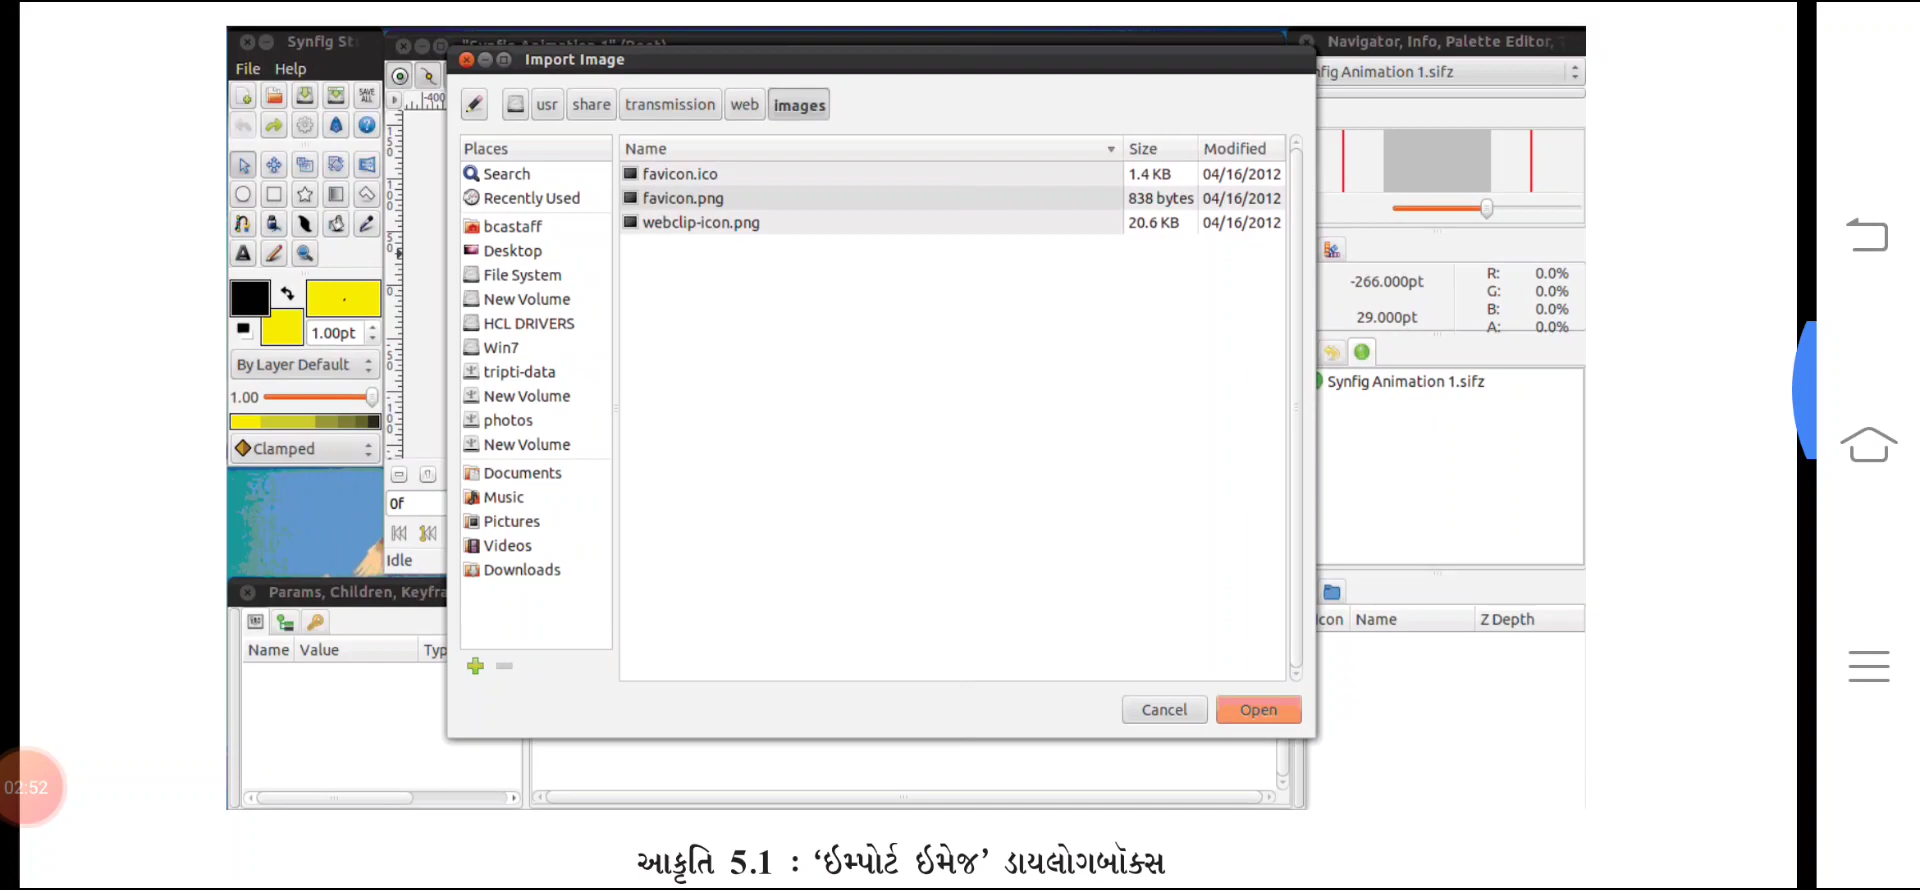 Synfig St
File Help
SAVE ALL
1.00pt
By Layer Default
1.00
Clamped
-400
0f
Idle
Params, Children, Keyfra
Name Value Typ
Import Image
usr share transmission web images
Places
Search
Recently Used
bcastaff
Desktop
File System
New Volume
HCL DRIVERS
Win7
tripti-data
New Volume
photos
New Volume
Documents
Music
Pictures
Videos
Downloads
Name Size Modified
favicon.ico 1.4 KB 04/16/2012
favicon.png 838 bytes 04/16/2012
webclip-icon.png 20.6 KB 04/16/2012
Cancel Open
Navigator, Info, Palette Editor,
nfig Animation 1.sifz
-266.000pt
29.000pt
R: 0.0%
G: 0.0%
B: 0.0%
A: 0.0%
Synfig Animation 1.sifz
Icon Name Z Depth
02:52
આકૃતિ 5.1 : ‘ઇમ્પોર્ટ ઇમેજ’ ડાયલોગબૉક્સ